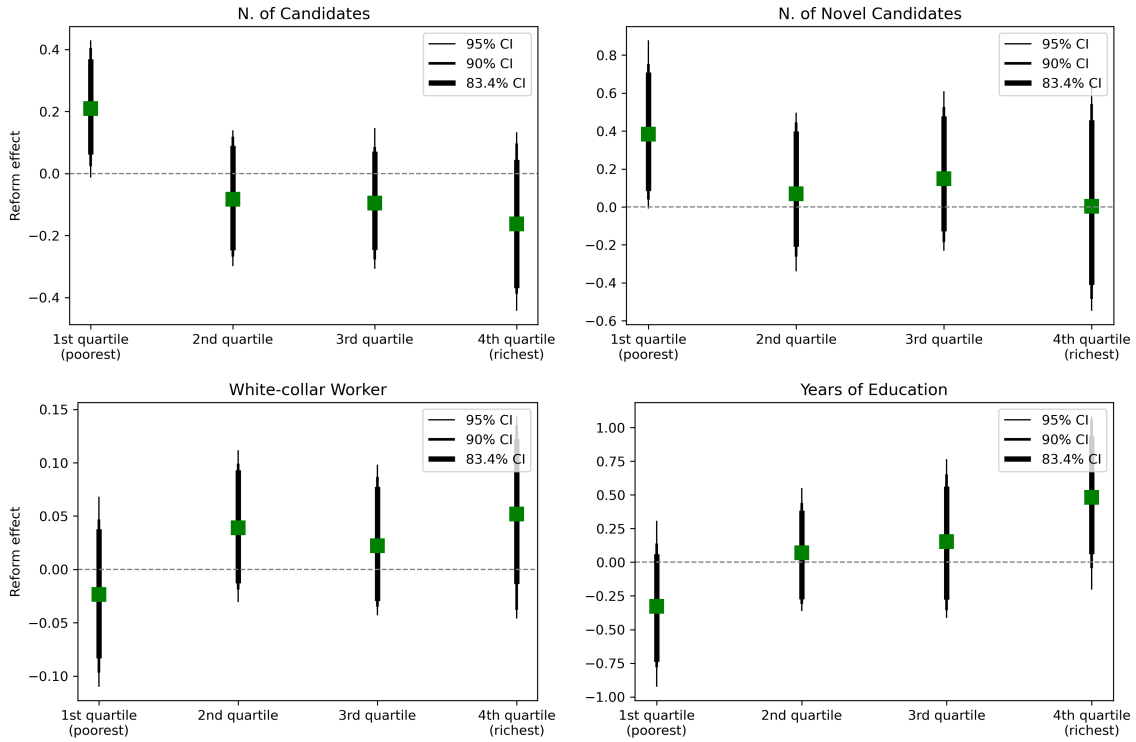 N. of Candidates
Reform effect
0.4
0.2
0.0
−0.2
−0.4
95% CI
90% CI
83.4% CI
1st quartile
(poorest)
2nd quartile
3rd quartile
4th quartile
(richest)
N. of Novel Candidates
0.8
0.6
0.4
0.2
0.0
−0.2
−0.4
−0.6
95% CI
90% CI
83.4% CI
1st quartile
(poorest)
2nd quartile
3rd quartile
4th quartile
(richest)
White-collar Worker
Reform effect
0.15
0.10
0.05
0.00
−0.05
−0.10
95% CI
90% CI
83.4% CI
1st quartile
(poorest)
2nd quartile
3rd quartile
4th quartile
(richest)
Years of Education
1.00
0.75
0.50
0.25
0.00
−0.25
−0.50
−0.75
−1.00
95% CI
90% CI
83.4% CI
1st quartile
(poorest)
2nd quartile
3rd quartile
4th quartile
(richest)